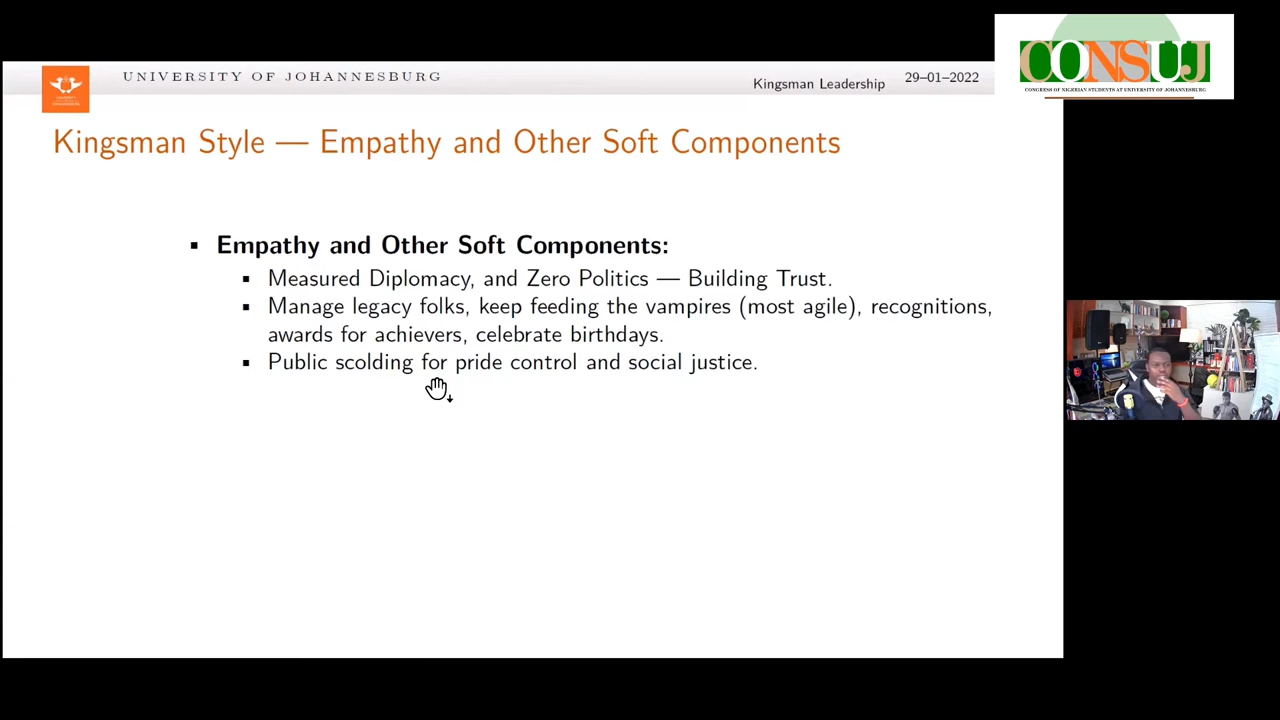 UNIVERSITY OF JOHANNESBURG
Kingsman Leadership
29–01–2022
CONSUJ
CONGRESS OF NIGERIAN STUDENTS AT UNIVERSITY OF JOHANNESBURG
Kingsman Style — Empathy and Other Soft Components
▪ Empathy and Other Soft Components:
▪ Measured Diplomacy, and Zero Politics — Building Trust.
▪ Manage legacy folks, keep feeding the vampires (most agile), recognitions,
awards for achievers, celebrate birthdays.
▪ Public scolding for pride control and social justice.